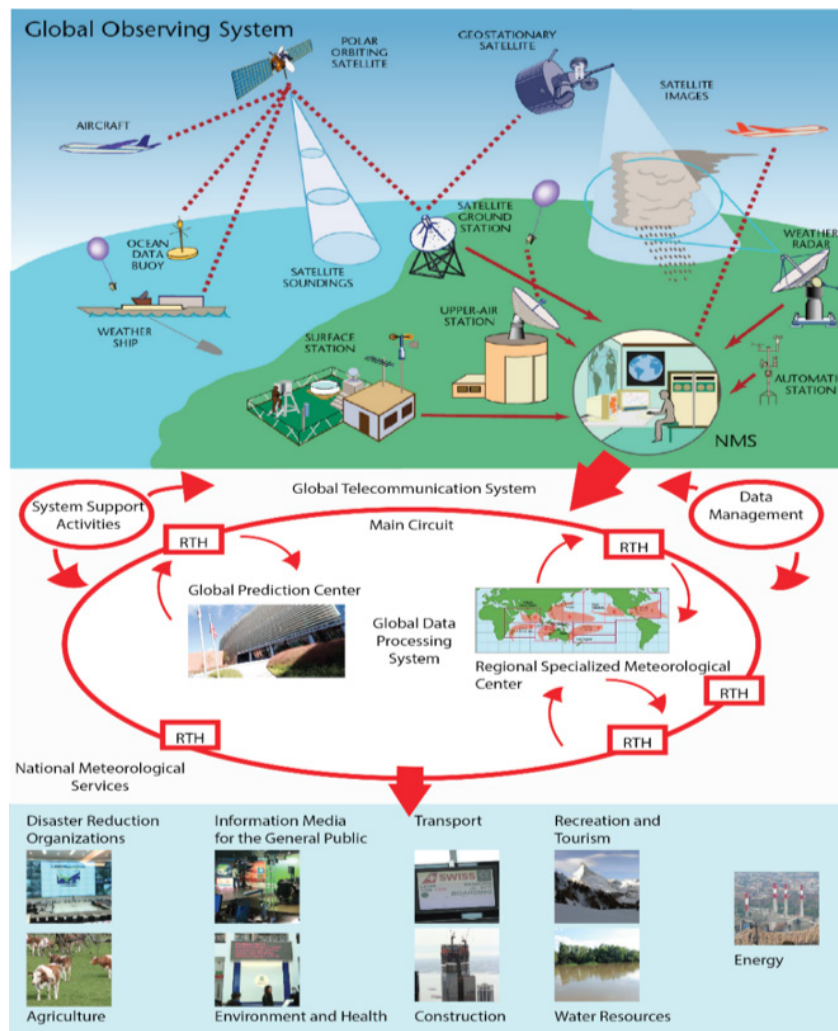 Global Observing System
POLAR
ORBITING
SATELLITE
GEOSTATIONARY
SATELLITE
SATELLITE
IMAGES
AIRCRAFT
OCEAN
DATA
BUOY
SATELLITE
SOUNDINGS
SATELLITE
GROUND
STATION
WEATHER
RADAR
WEATHER
SHIP
UPPER-AIR
STATION
SURFACE
STATION
AUTOMATIC
STATION
NMS
Global Telecommunication System
System Support
Activities
Data
Management
Main Circuit
RTH
RTH
Global Prediction Center
Global Data
Processing
System
Regional Specialized Meteorological
Center
RTH
RTH
RTH
National Meteorological
Services
Disaster Reduction
Organizations
Information Media
for the General Public
Transport
Recreation and
Tourism
SWISS
Energy
Agriculture
Environment and Health
Construction
Water Resources